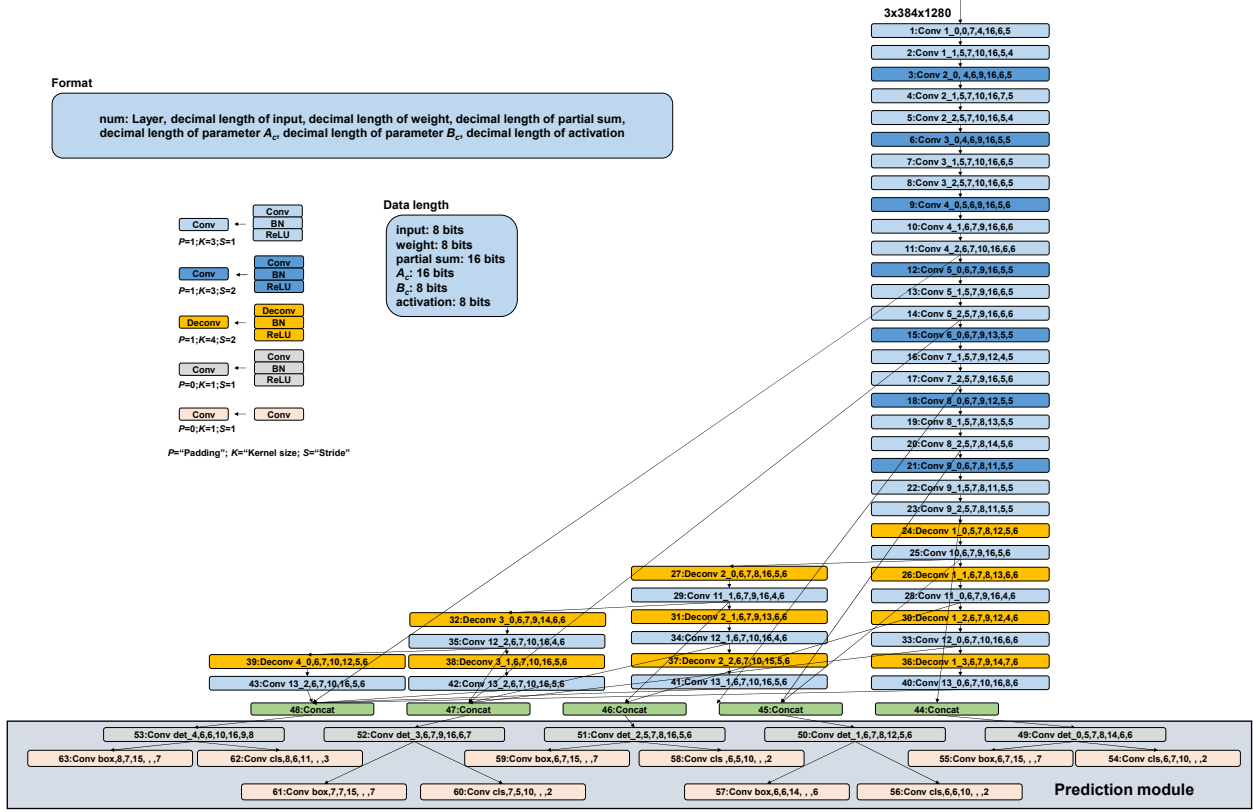 3x384x1280
1:Conv 1_0,0,7,4,16,6,5
2:Conv 1_1,5,7,10,16,5,4
3:Conv 2_0, 4,6,9,16,6,5
4:Conv 2_1,5,7,10,16,7,5
5:Conv 2_2,5,7,10,16,5,4
6:Conv 3_0,4,6,9,16,5,5
7:Conv 3_1,5,7,10,16,6,5
8:Conv 3_2,5,7,10,16,6,5
9:Conv 4_0,5,6,9,16,5,6
10:Conv 4_1,6,7,9,16,6,6
11:Conv 4_2,6,7,10,16,6,6
12:Conv 5_0,6,7,9,16,5,5
13:Conv 5_1,5,7,9,16,6,5
14:Conv 5_2,5,7,9,16,6,6
15:Conv 6_0,6,7,9,13,5,5
16:Conv 7_1,5,7,9,12,4,5
17:Conv 7_2,5,7,9,16,5,6
18:Conv 8_0,6,7,9,12,5,5
19:Conv 8_1,5,7,8,13,5,5
20:Conv 8_2,5,7,8,14,5,6
21:Conv 9_0,6,7,8,11,5,5
22:Conv 9_1,5,7,8,11,5,5
23:Conv 9_2,5,7,8,11,5,5
24:Deconv 1_0,5,7,8,12,5,6
25:Conv 10,6,7,9,16,5,6
Format
num: Layer, decimal length of input, decimal length of weight, decimal length of partial sum,
decimal length of parameter Ac, decimal length of parameter Bc, decimal length of activation
Conv
Conv
BN
ReLU
P=1;K=3;S=1
Conv
Conv
BN
ReLU
P=1;K=3;S=2
Deconv
Deconv
BN
ReLU
P=1;K=4;S=2
Conv
Conv
BN
ReLU
P=0;K=1;S=1
Conv
Conv
P=0;K=1;S=1
P="Padding"; K="Kernel size; S="Stride"
Data length
input: 8 bits
weight: 8 bits
partial sum: 16 bits
Ac: 16 bits
Bc: 8 bits
activation: 8 bits
27:Deconv 2_0,6,7,8,16,5,6
26:Deconv 1_1,6,7,8,13,6,6
29:Conv 11_1,6,7,9,16,4,6
28:Conv 11_0,6,7,9,16,4,6
32:Deconv 3_0,6,7,9,14,6,6
31:Deconv 2_1,6,7,9,13,6,6
30:Deconv 1_2,6,7,9,12,4,6
35:Conv 12_2,6,7,10,16,4,6
34:Conv 12_1,6,7,10,16,4,6
33:Conv 12_0,6,7,10,16,6,6
39:Deconv 4_0,6,7,10,12,5,6
38:Deconv 3_1,6,7,10,16,5,6
37:Deconv 2_2,6,7,10,15,5,6
36:Deconv 1_3,6,7,9,14,7,6
43:Conv 13_2,6,7,10,16,5,6
42:Conv 13_2,6,7,10,16,5,6
41:Conv 13_1,6,7,10,16,5,6
40:Conv 13_0,6,7,10,16,8,6
48:Concat
47:Concat
46:Concat
45:Concat
44:Concat
53:Conv det_4,6,6,10,16,9,8
52:Conv det_3,6,7,9,16,6,7
51:Conv det_2,5,7,8,16,5,6
50:Conv det_1,6,7,8,12,5,6
49:Conv det_0,5,7,8,14,6,6
63:Conv box,8,7,15, , ,7
62:Conv cls,8,6,11, , ,3
59:Conv box,6,7,15, , ,7
58:Conv cls ,6,5,10, , ,2
55:Conv box,6,7,15, , ,7
54:Conv cls,6,7,10, , ,2
61:Conv box,7,7,15, , ,7
60:Conv cls,7,5,10, , ,2
57:Conv box,6,6,14, , ,6
56:Conv cls,6,6,10, , ,2
Prediction module